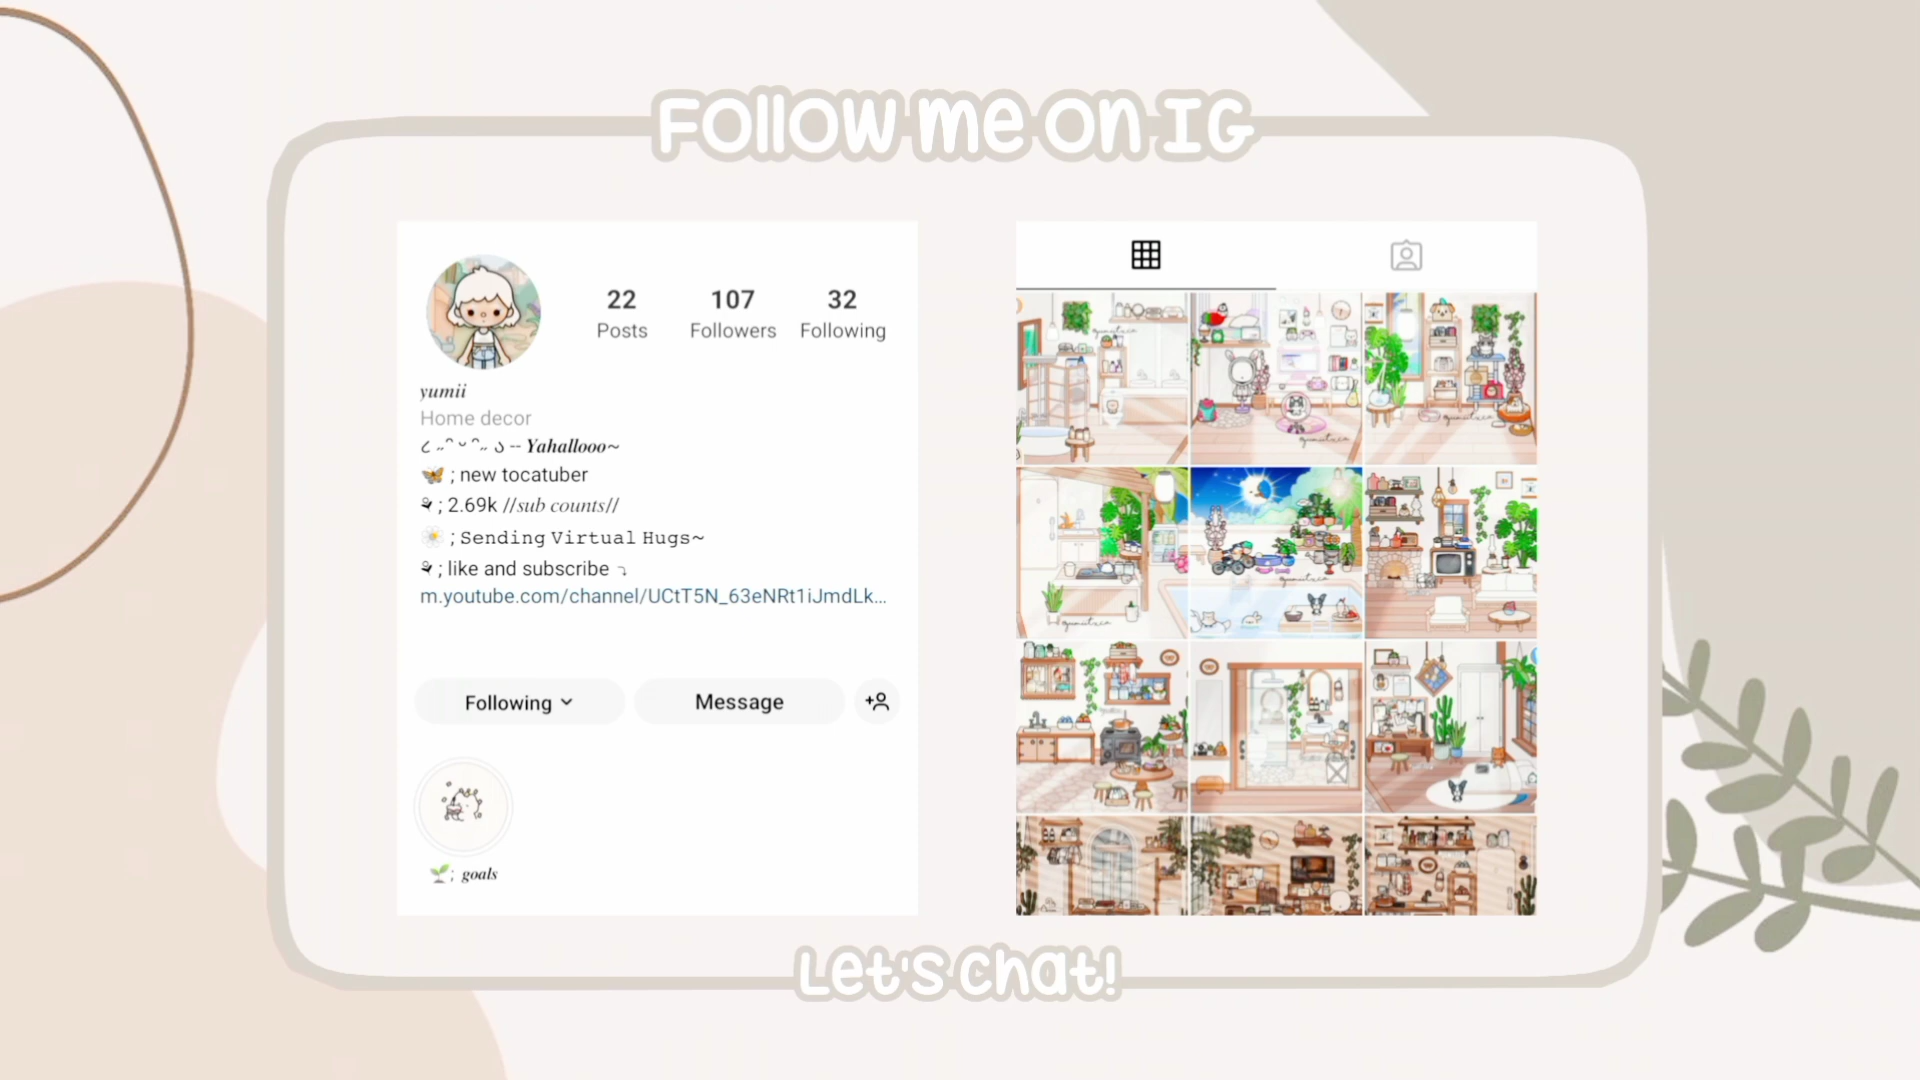 Follow me on IG
22
Posts
107
Followers
32
Following
yumii
Home decor
-- Yahallooo~
; new tocatuber
; 2.69k //sub counts//
; Sending Virtual Hugs~
; like and subscribe
m.youtube.com/channel/UCtT5N_63eNRt1iJmdLk...
Following
Message
; goals
Let's chat!